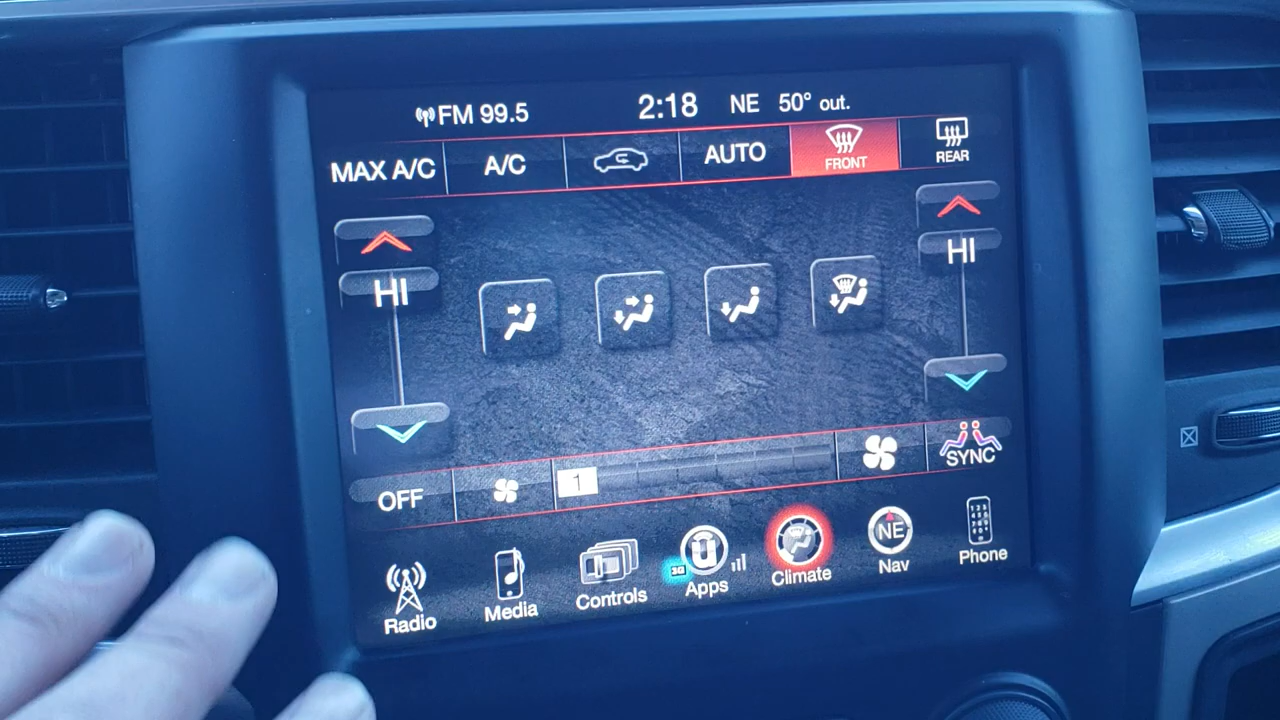 FM 99.5 2:18 NE 50° out.
MAX A/C A/C AUTO FRONT REAR
HI HI
OFF 1 SYNC
3G NE
Radio Media Controls Apps Climate Nav Phone